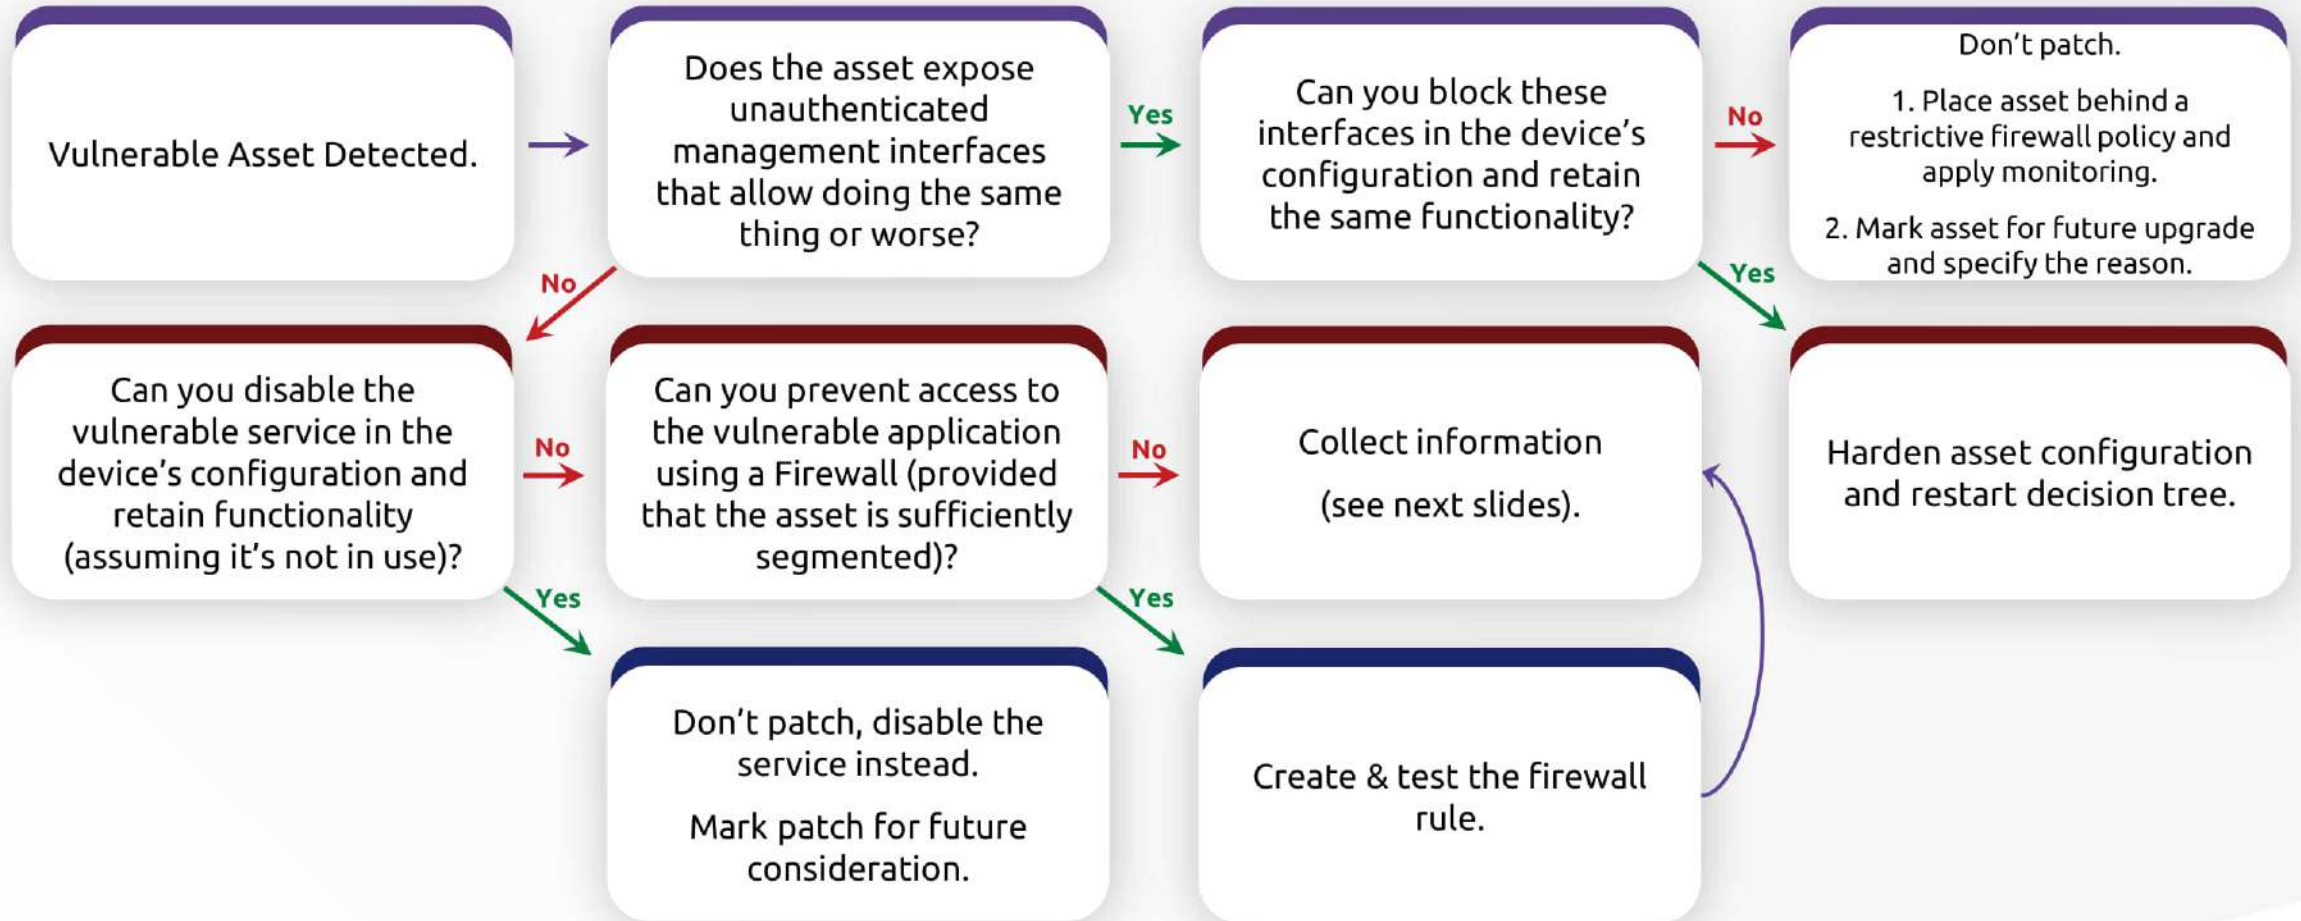 Vulnerable Asset Detected.
Does the asset expose
unauthenticated
management interfaces
that allow doing the same
thing or worse?
Yes
Can you block these
interfaces in the device's
configuration and retain
the same functionality?
No
Don't patch.
1. Place asset behind a
restrictive firewall policy and
apply monitoring.
2. Mark asset for future upgrade
and specify the reason.
No
Yes
Can you disable the
vulnerable service in the
device's configuration and
retain functionality
(assuming it's not in use)?
No
Can you prevent access to
the vulnerable application
using a Firewall (provided
that the asset is sufficiently
segmented)?
No
Collect information
(see next slides).
Harden asset configuration
and restart decision tree.
Yes
Yes
Don't patch, disable the
service instead.
Mark patch for future
consideration.
Create & test the firewall
rule.